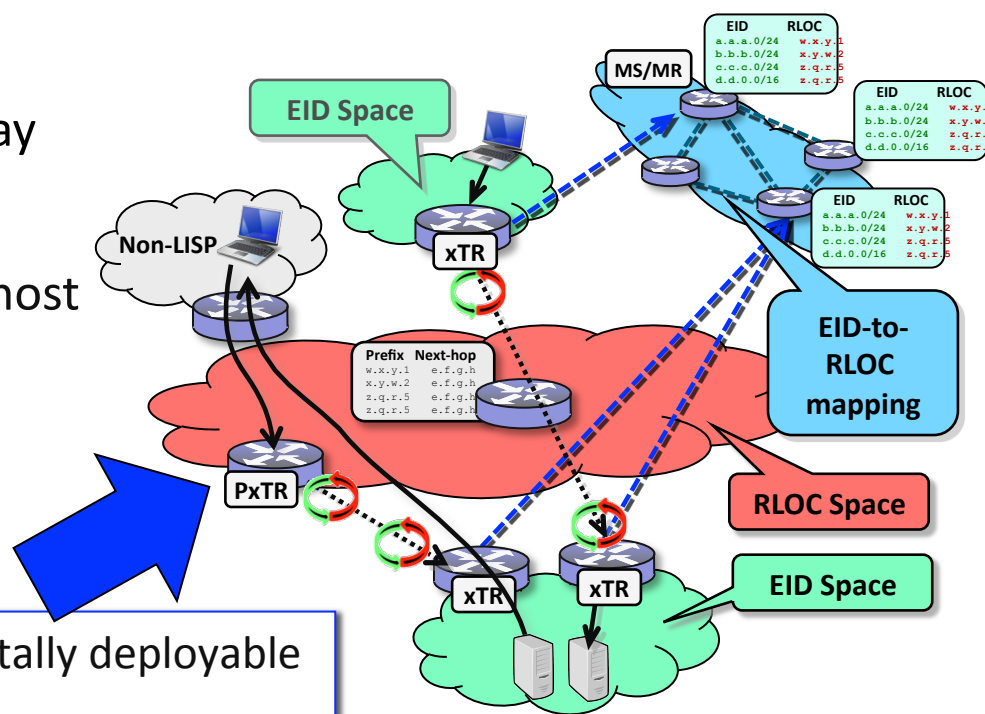 ay
nost
tally deployable
EID Space
Non-LISP
xTR
MS/MR
EID RLOC
a.a.a.0/24 w.x.y.1
b.b.b.0/24 x.y.w.2
c.c.c.0/24 z.q.r.5
d.d.0.0/16 z.q.r.5
EID RLOC
a.a.a.0/24 w.x.y.
b.b.b.0/24 x.y.w.
c.c.c.0/24 z.q.r.
d.d.0.0/16 z.q.r.
EID RLOC
a.a.a.0/24 w.x.y.1
b.b.b.0/24 x.y.w.2
c.c.c.0/24 z.q.r.5
d.d.0.0/16 z.q.r.5
EID-to-
RLOC
mapping
Prefix Next-hop
w.x.y.1 e.f.g.h
x.y.w.2 e.f.g.h
z.q.r.5 e.f.g.h
z.q.r.5 e.f.g.h
PxTR
RLOC Space
xTR
xTR
EID Space